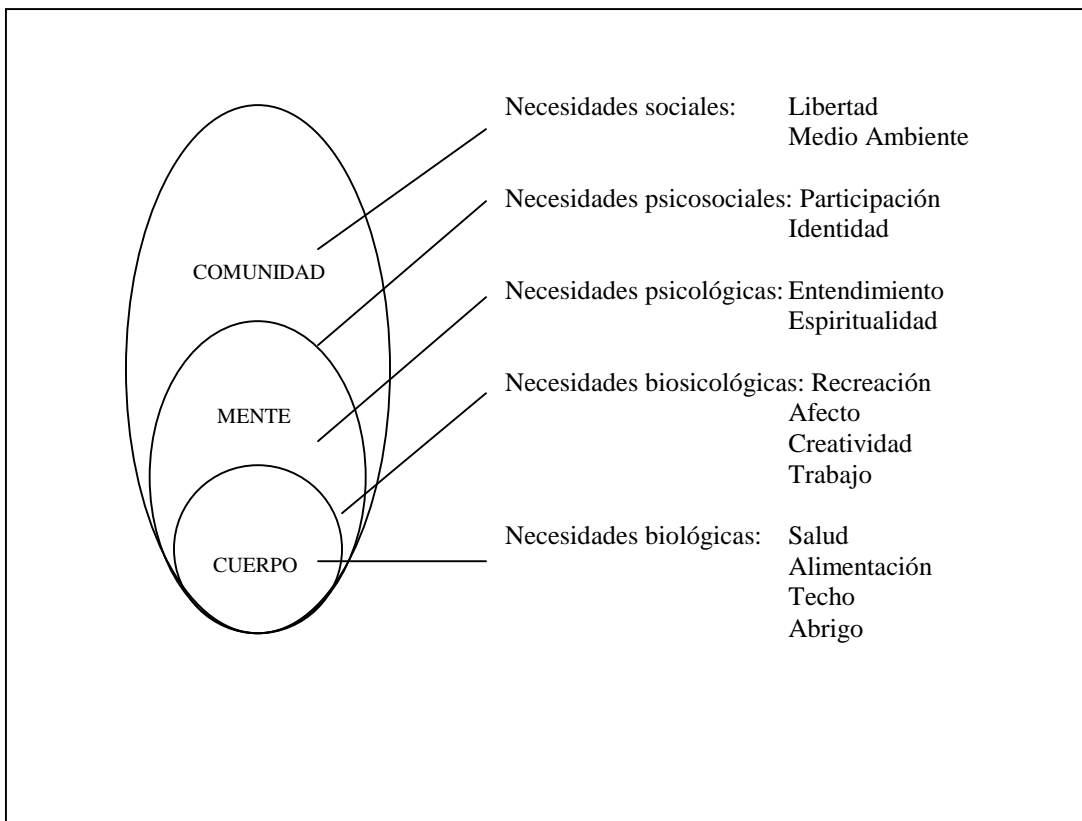 Necesidades sociales: Libertad
Medio Ambiente
Necesidades psicosociales: Participación
Identidad
COMUNIDAD
Necesidades psicológicas: Entendimiento
Espiritualidad
Necesidades biosicológicas: Recreación
Afecto
MENTE
Creatividad
Trabajo
Necesidades biológicas: Salud
CUERPO
Alimentación
Techo
Abrigo